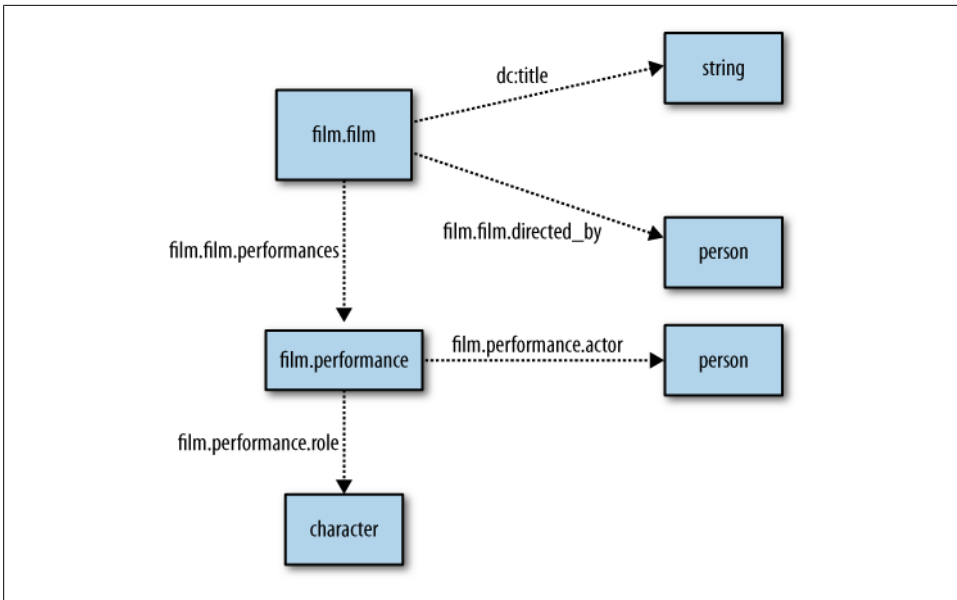 string
dc:title
film.film
film.film.directed_by
film.film.performances
person
film.performance
film.performance.actor
person
film.performance.role
character